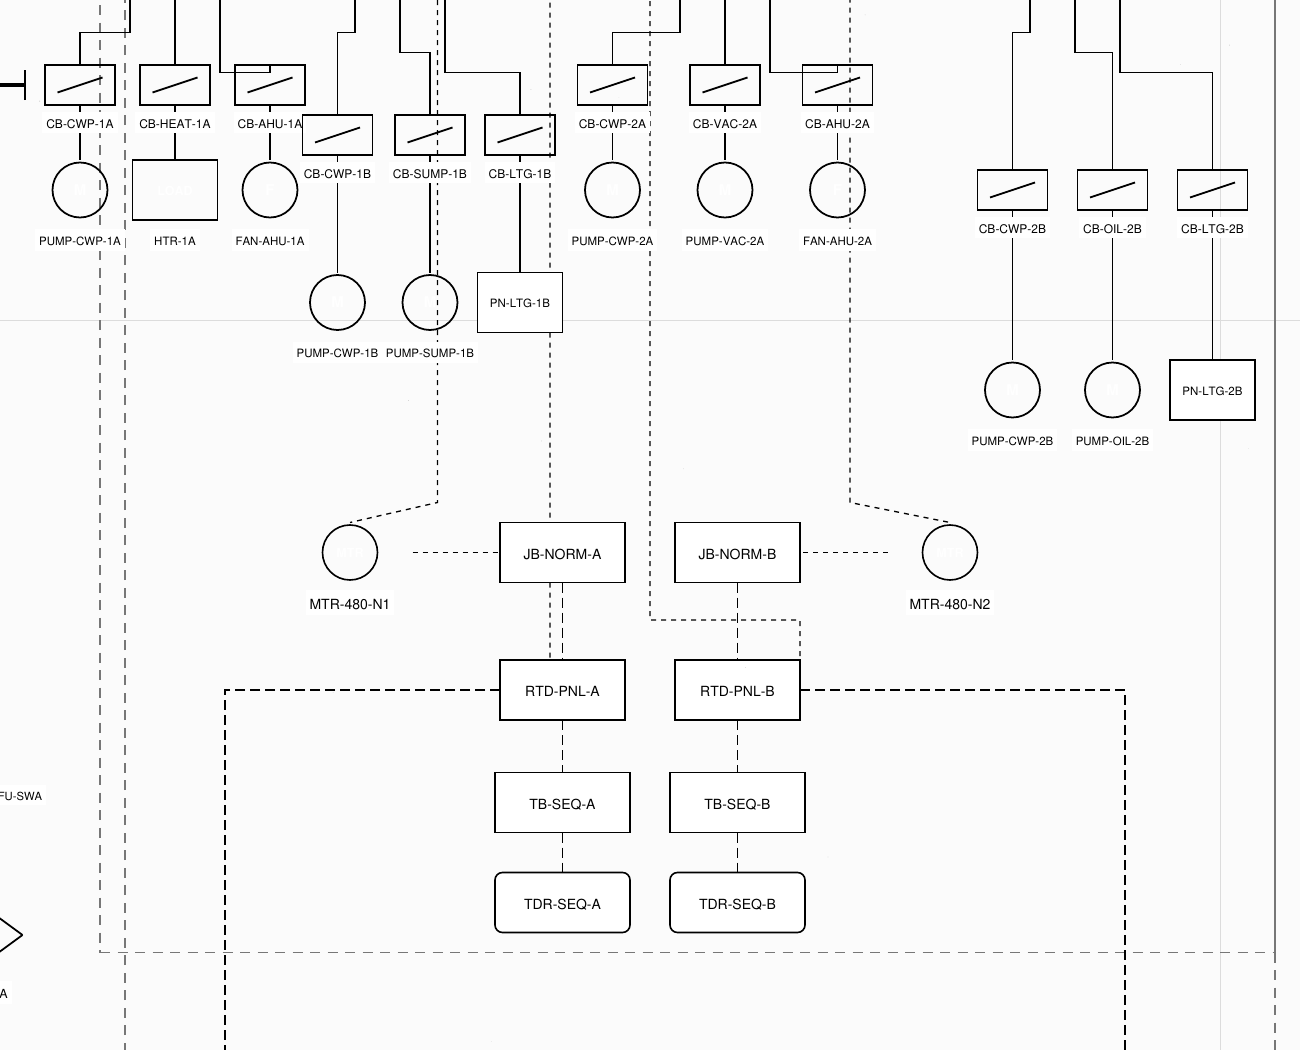 CB-CWP-1A
CB-HEAT-1A
CB-AHU-1A
CB-CWP-2A
CB-VAC-2A
CB-AHU-2A
CB-CWP-1B
CB-SUMP-1B
CB-LTG-1B
CB-CWP-2B
CB-OIL-2B
CB-LTG-2B
PUMP-CWP-1A
HTR-1A
FAN-AHU-1A
PUMP-CWP-2A
PUMP-VAC-2A
FAN-AHU-2A
PN-LTG-1B
PUMP-CWP-1B
PUMP-SUMP-1B
PN-LTG-2B
PUMP-CWP-2B
PUMP-OIL-2B
JB-NORM-A
JB-NORM-B
MTR-480-N1
MTR-480-N2
RTD-PNL-A
RTD-PNL-B
FU-SWA
TB-SEQ-A
TB-SEQ-B
TDR-SEQ-A
TDR-SEQ-B
A